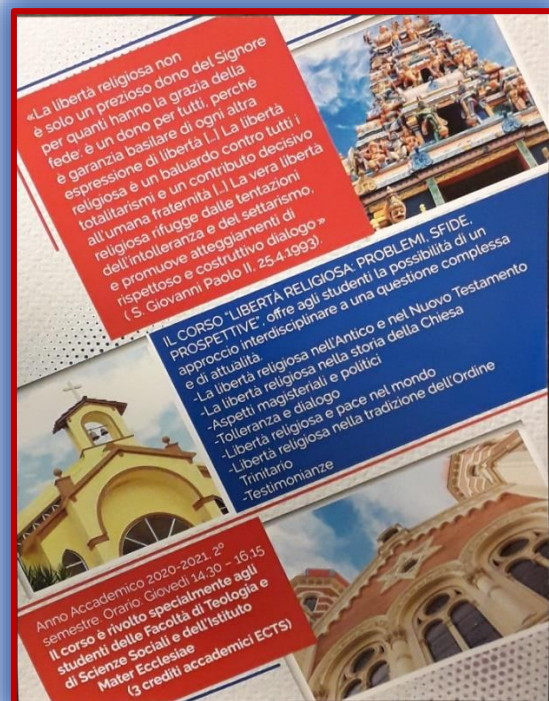 «La libertà religiosa non
è solo un prezioso dono del Signore
per quanti hanno la grazia della
fede: è un dono per tutti, perché
è garanzia basilare di ogni altra
espressione di libertà [..] La libertà
religiosa è un baluardo contro tutti i
totalitarismi e un contributo decisivo
all'umana fraternità [..] La vera libertà
religiosa rifugge dalle tentazioni
dell'intolleranza e del settarismo,
e promuove atteggiamenti di
rispettoso e costruttivo dialogo.»
( S. Giovanni Paolo II, 25.4.1993).
IL CORSO "LIBERTÀ RELIGIOSA: PROBLEMI, SFIDE,
PROSPETTIVE", offre agli studenti la possibilità di un
approccio interdisciplinare a una questione complessa
e di attualità.
-La libertà religiosa nell'Antico e nel Nuovo Testamento
-La libertà religiosa nella storia della Chiesa
-Aspetti magisteriali e politici
-Tolleranza e dialogo
-Libertà religiosa e pace nel mondo
-Libertà religiosa nella tradizione dell'Ordine
Trinitario
-Testimonianze
Anno Accademico 2020-2021, 2°
semestre. Orario: Giovedì 14:30 - 16:15
Il corso è rivolto specialmente agli
studenti delle Facoltà di Teologia e
di Scienze Sociali e dell'Istituto
Mater Ecclesiae
(3 crediti accademici ECTS)